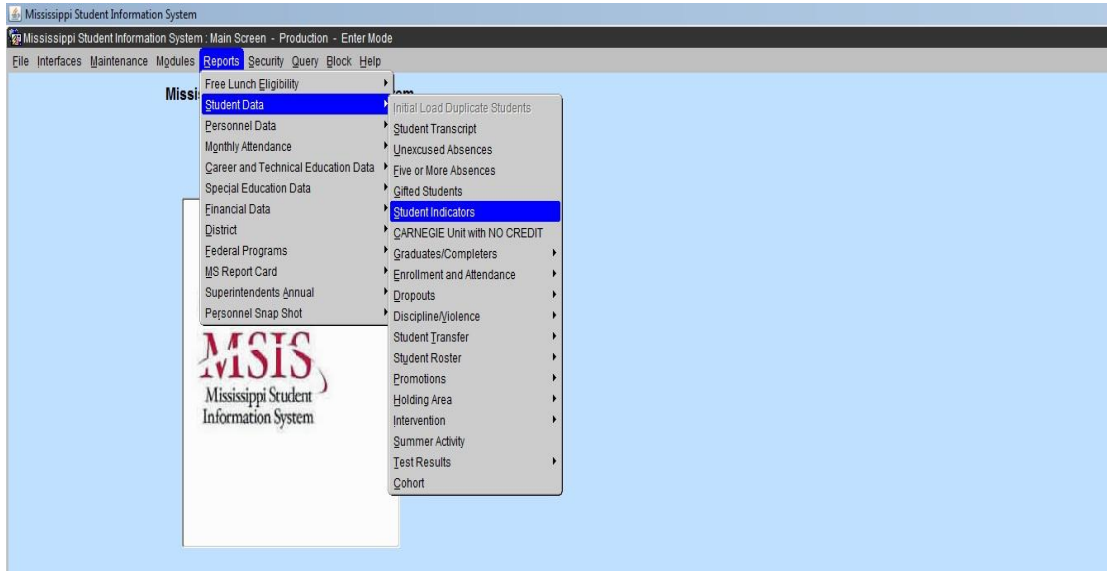 Mississippi Student Information System
Mississippi Student Information System : Main Screen - Production - Enter Mode
File Interfaces Maintenance Modules Reports Security Query Block Help
Free Lunch Eligibility
Student Data
Personnel Data
Monthly Attendance
Career and Technical Education Data
Special Education Data
Financial Data
District
Federal Programs
MS Report Card
Superintendents Annual
Personnel Snap Shot
Initial Load Duplicate Students
Student Transcript
Unexcused Absences
Five or More Absences
Gifted Students
Student Indicators
CARNEGIE Unit with NO CREDIT
Graduates/Completers
Enrollment and Attendance
Dropouts
Discipline/Violence
Student Transfer
Student Roster
Promotions
Holding Area
Intervention
Summer Activity
Test Results
Cohort
MSIS
Mississippi Student
Information System